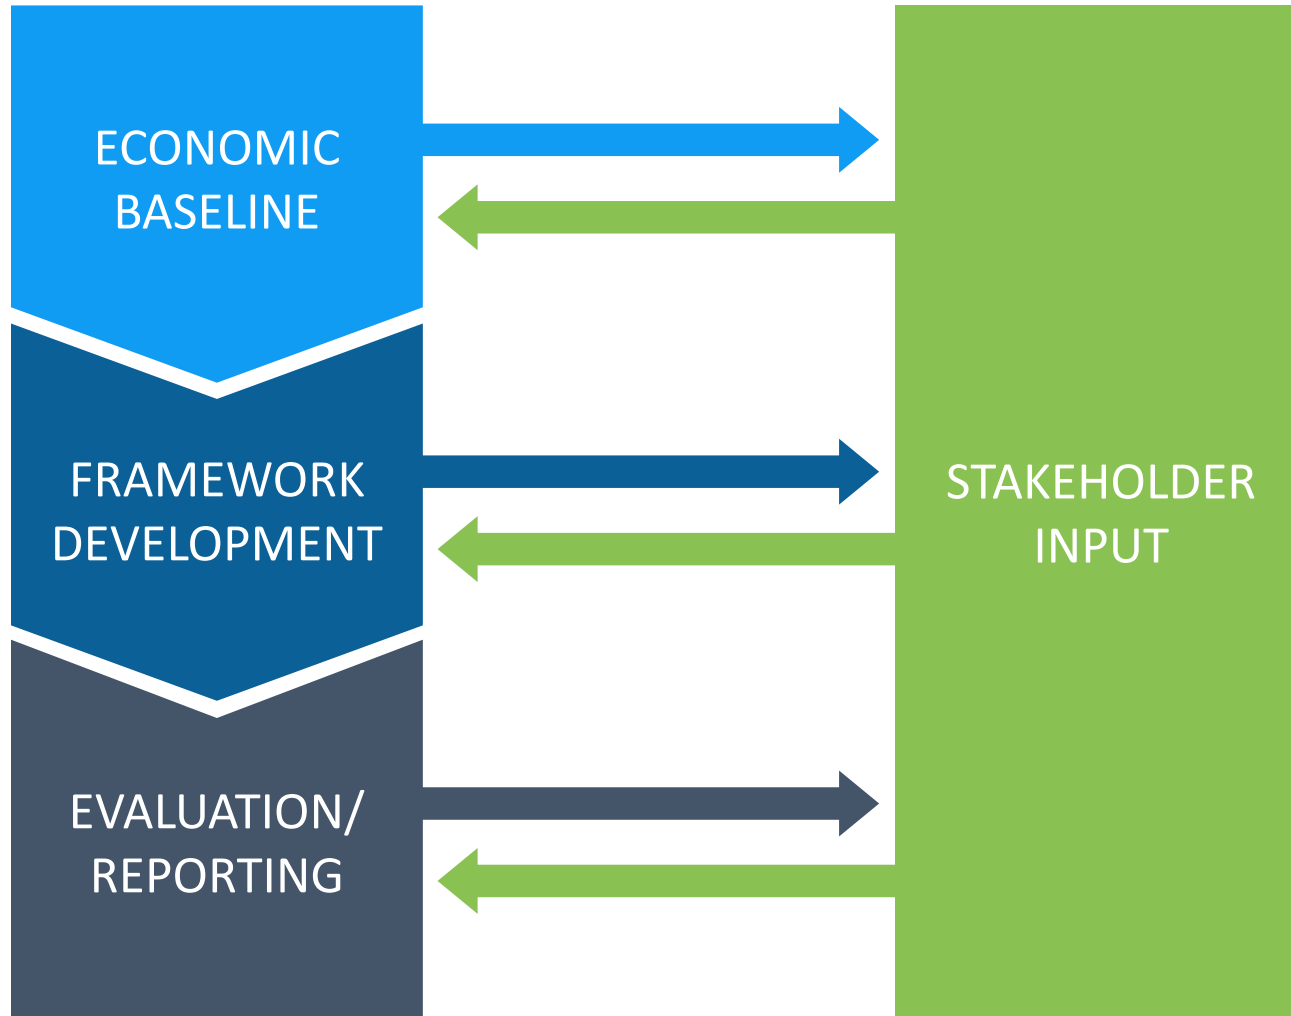 ECONOMIC
BASELINE
FRAMEWORK
DEVELOPMENT
STAKEHOLDER
INPUT
EVALUATION/
REPORTING